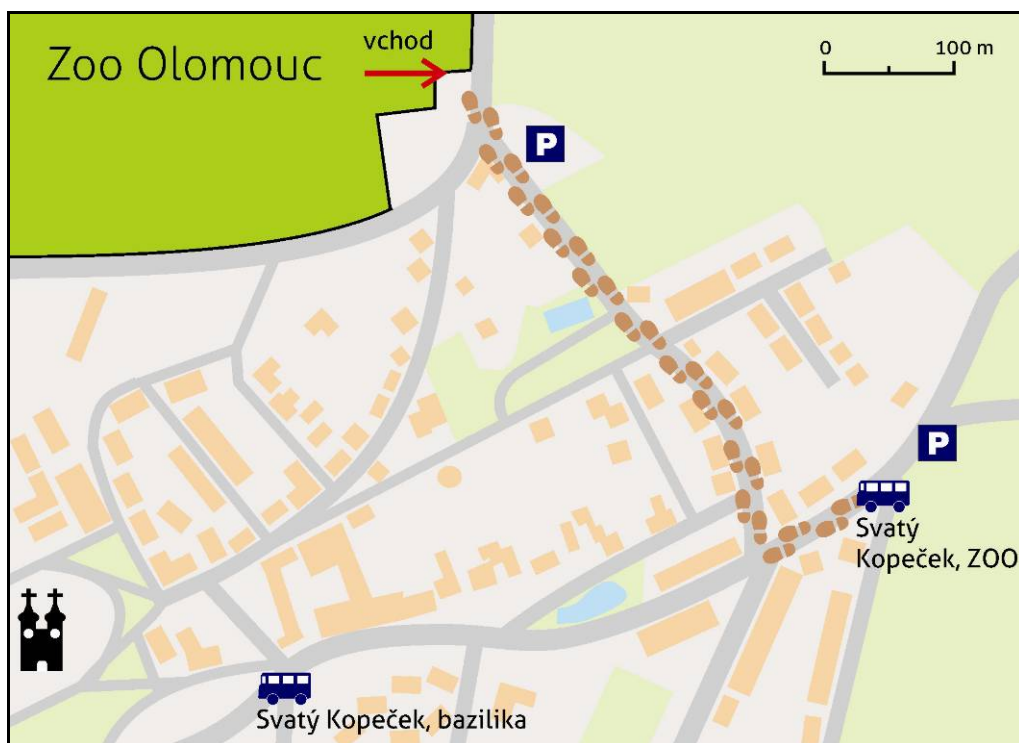 Zoo Olomouc
vchod
0 100 m
P
P
Svatý
Kopeček, ZOO
Svatý Kopeček, bazilika